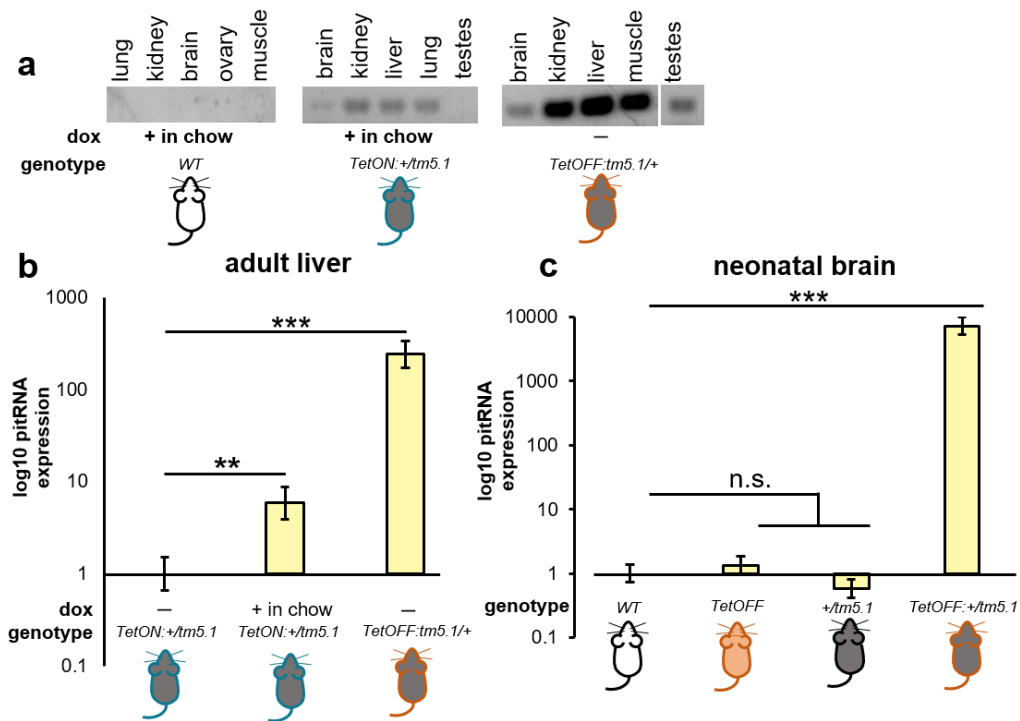 a
lung kidney brain ovary muscle
brain kidney liver lung testes
brain kidney liver muscle testes
dox + in chow + in chow –
genotype WT TetON:+/tm5.1 TetOFF:tm5.1/+
b
adult liver
log10 pitRNA
expression
1000
100
10
1
0.1
***
**
dox – + in chow –
genotype TetON:+/tm5.1 TetON:+/tm5.1 TetOFF:tm5.1/+
c
neonatal brain
log10 pitRNA
expression
10000
1000
100
10
1
0.1
***
n.s.
genotype WT TetOFF +/tm5.1 TetOFF:+/tm5.1